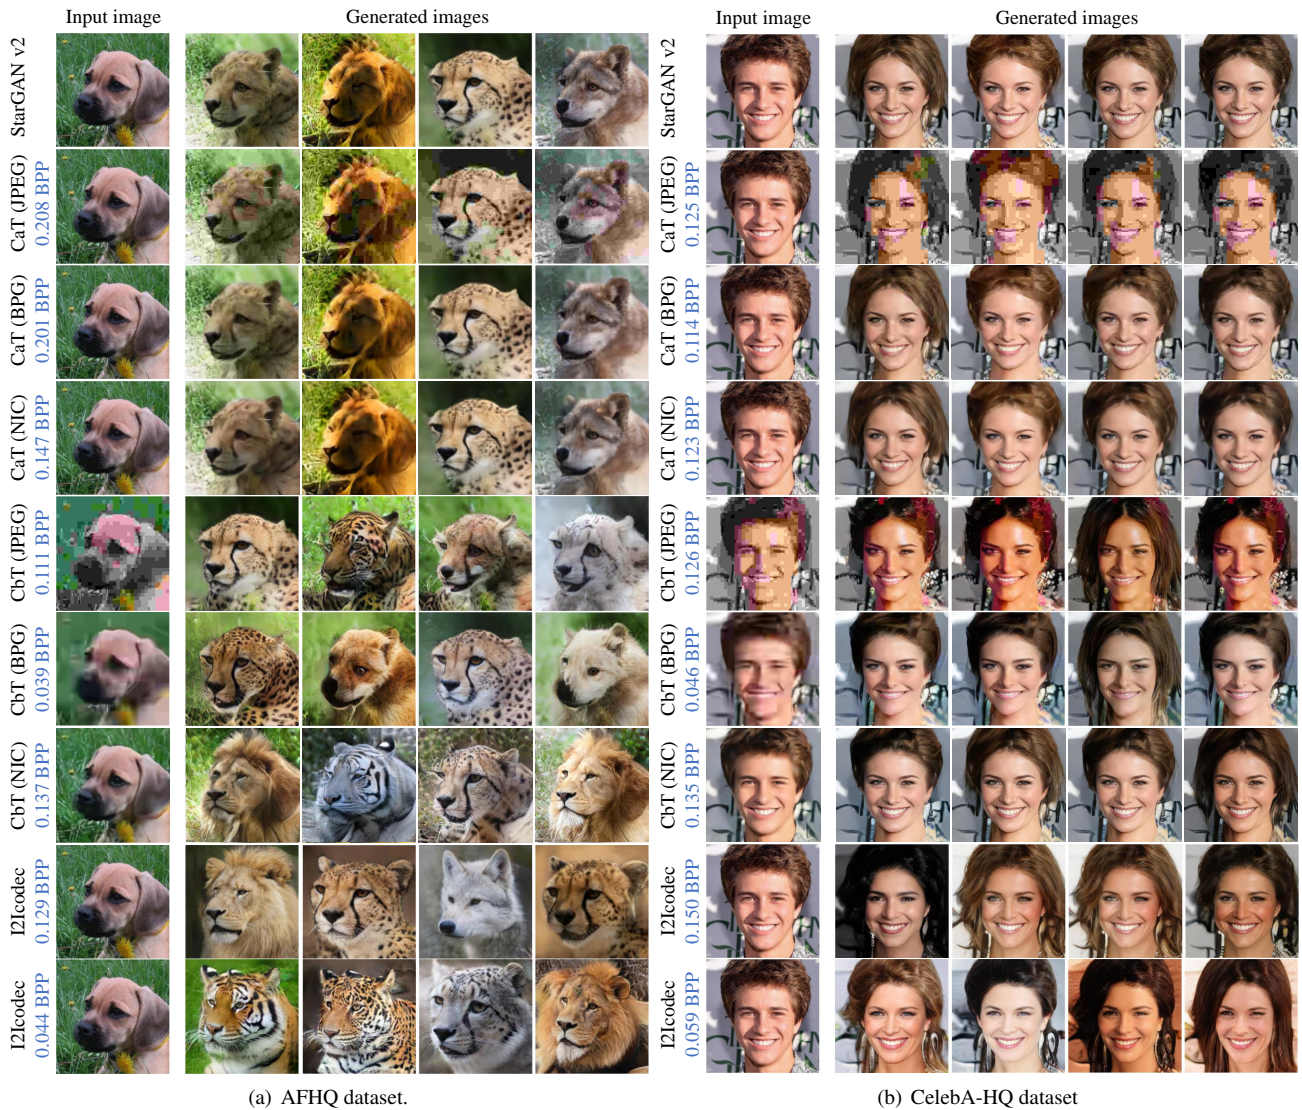 Input image
Generated images
Input image
Generated images
StarGAN v2
StarGAN v2
CaT (JPEG)
0.208 BPP
CaT (JPEG)
0.125 BPP
CaT (BPG)
0.201 BPP
CaT (BPG)
0.114 BPP
CaT (NIC)
0.147 BPP
CaT (NIC)
0.123 BPP
CbT (JPEG)
0.111 BPP
CbT (JPEG)
0.126 BPP
CbT (BPG)
0.039 BPP
CbT (BPG)
0.046 BPP
CbT (NIC)
0.137 BPP
CbT (NIC)
0.135 BPP
I2Icodec
0.129 BPP
I2Icodec
0.150 BPP
I2Icodec
0.044 BPP
I2Icodec
0.059 BPP
(a) AFHQ dataset.
(b) CelebA-HQ dataset